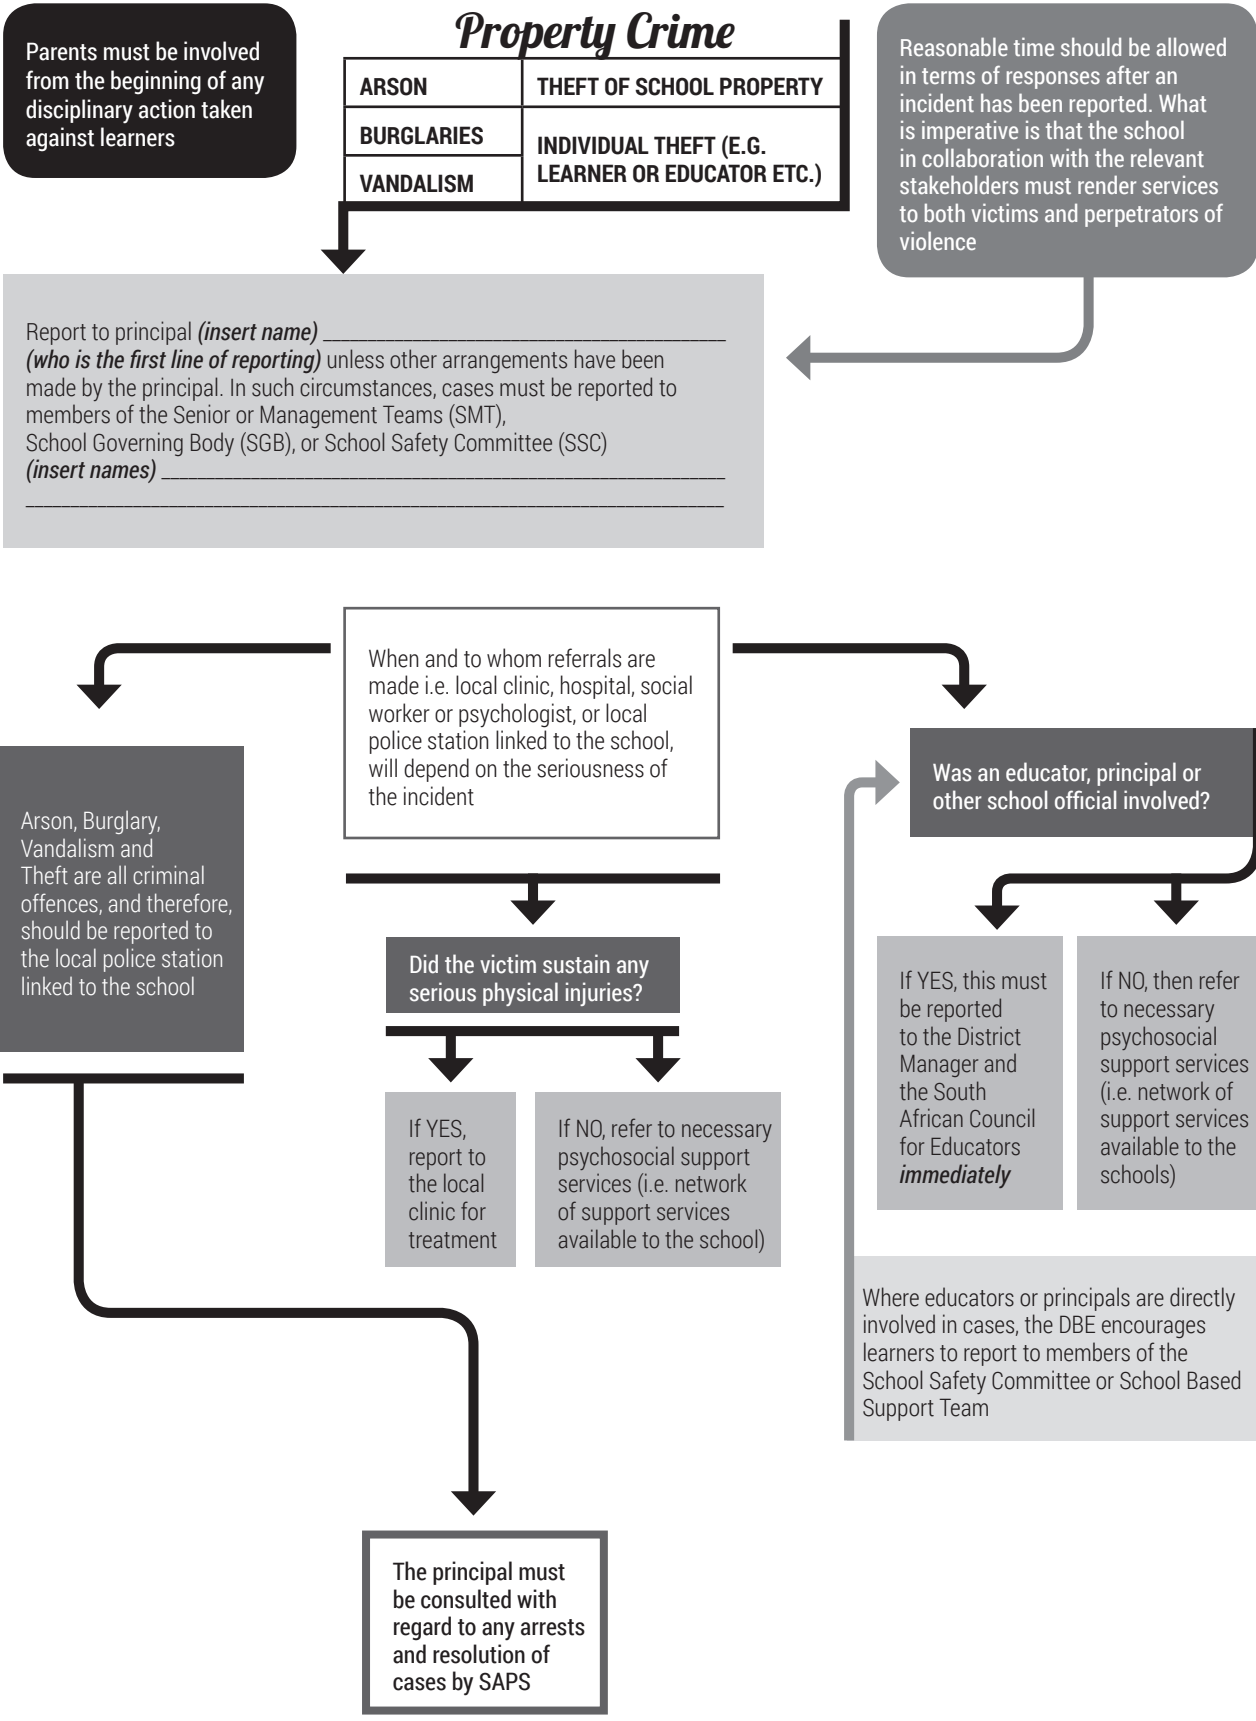 Parents must be involved
from the beginning of any
disciplinary action taken
against learners
Property Crime
ARSON
THEFT OF SCHOOL PROPERTY
BURGLARIES
INDIVIDUAL THEFT (E.G.
LEARNER OR EDUCATOR ETC.)
VANDALISM
Reasonable time should be allowed
in terms of responses after an
incident has been reported. What
is imperative is that the school
in collaboration with the relevant
stakeholders must render services
to both victims and perpetrators of
violence
Report to principal (insert name) ____________________
(who is the first line of reporting) unless other arrangements have been
made by the principal. In such circumstances, cases must be reported to
members of the Senior or Management Teams (SMT),
School Governing Body (SGB), or School Safety Committee (SSC)
(insert names) ____________________
____________________
When and to whom referrals are
made i.e. local clinic, hospital, social
worker or psychologist, or local
police station linked to the school,
will depend on the seriousness of
the incident
Arson, Burglary,
Vandalism and
Theft are all criminal
offences, and therefore,
should be reported to
the local police station
linked to the school
Was an educator, principal or
other school official involved?
Did the victim sustain any
serious physical injuries?
If YES,
report to
the local
clinic for
treatment
If NO, refer to necessary
psychosocial support
services (i.e. network
of support services
available to the school)
If YES, this must
be reported
to the District
Manager and
the South
African Council
for Educators
immediately
If NO, then refer
to necessary
psychosocial
support services
(i.e. network of
support services
available to the
schools)
Where educators or principals are directly
involved in cases, the DBE encourages
learners to report to members of the
School Safety Committee or School Based
Support Team
The principal must
be consulted with
regard to any arrests
and resolution of
cases by SAPS